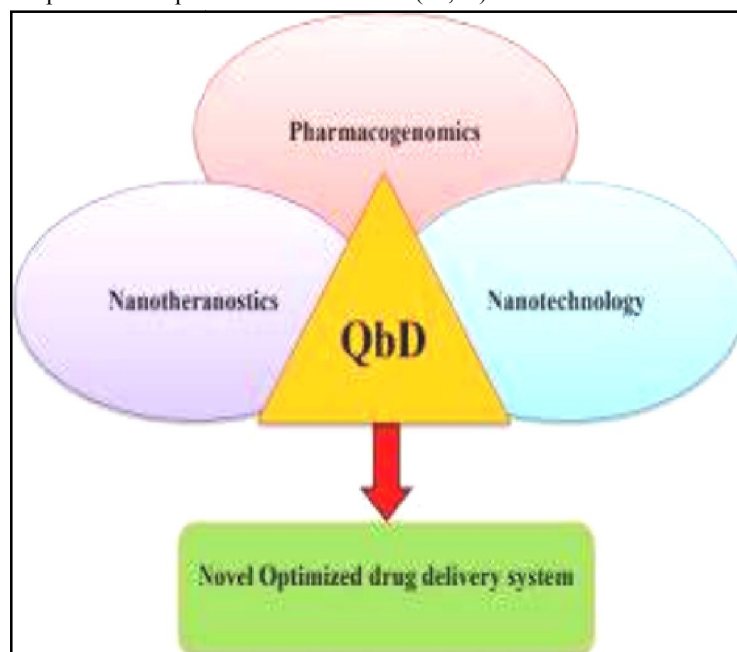 Pharmacogenomics
Nanotheranostics
Nanotechnology
QbD
Novel Optimized drug delivery system